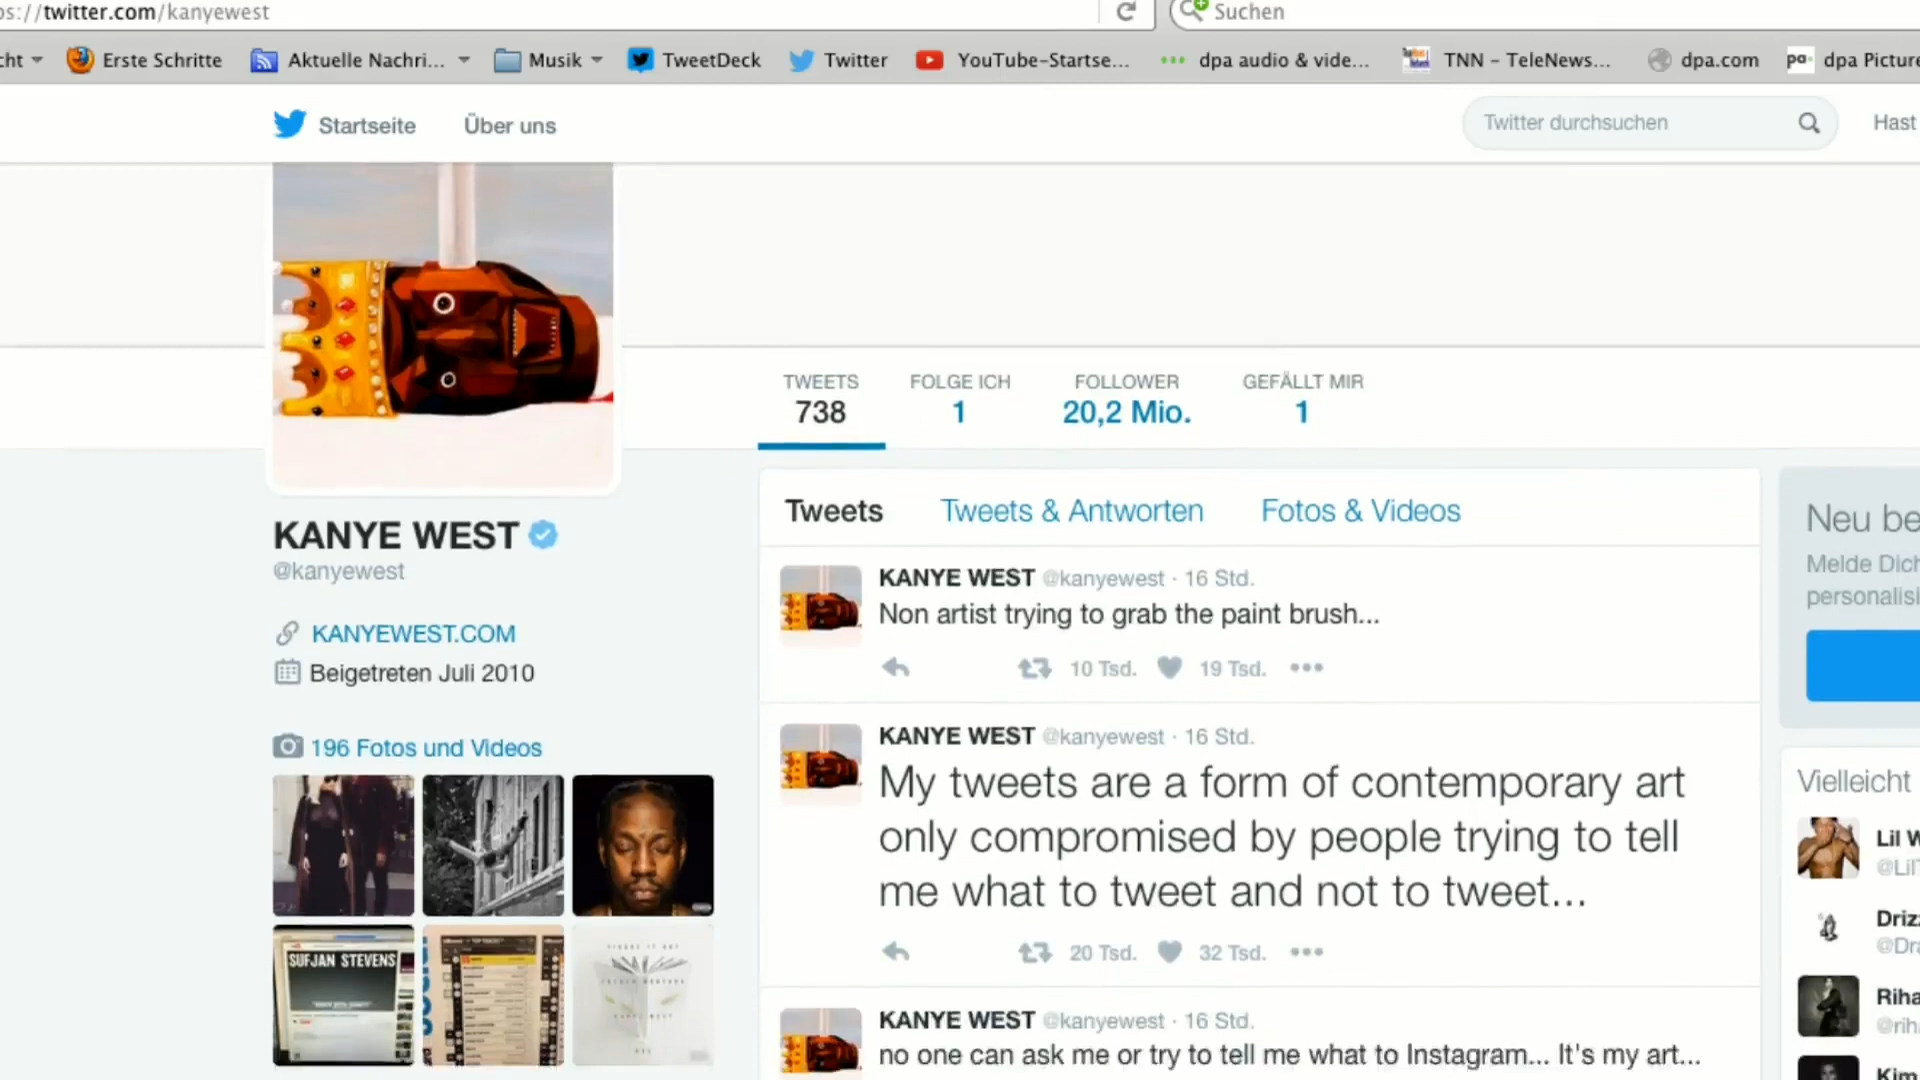 s://twitter.com/kanyewest
Suchen
cht
Erste Schritte
Aktuelle Nachri...
Musik
TweetDeck
Twitter
YouTube-Startse...
dpa audio & vide...
TNN - TeleNews...
dpa.com
dpa Picture
Startseite
Über uns
Twitter durchsuchen
Hast
TWEETS
738
FOLGE ICH
1
FOLLOWER
20,2 Mio.
GEFÄLLT MIR
1
KANYE WEST
@kanyewest
KANYEWEST.COM
Beigetreten Juli 2010
196 Fotos und Videos
SUFJAN STEVENS
Tweets
Tweets & Antworten
Fotos & Videos
KANYE WEST @kanyewest · 16 Std.
Non artist trying to grab the paint brush...
10 Tsd.
19 Tsd.
KANYE WEST @kanyewest · 16 Std.
My tweets are a form of contemporary art
only compromised by people trying to tell
me what to tweet and not to tweet...
20 Tsd.
32 Tsd.
KANYE WEST @kanyewest · 16 Std.
no one can ask me or try to tell me what to Instagram... It's my art...
Neu be
Melde Dich
personalisi
Vielleicht
Lil W
@LilT
Driz
@Dra
Riha
@rih
Kim